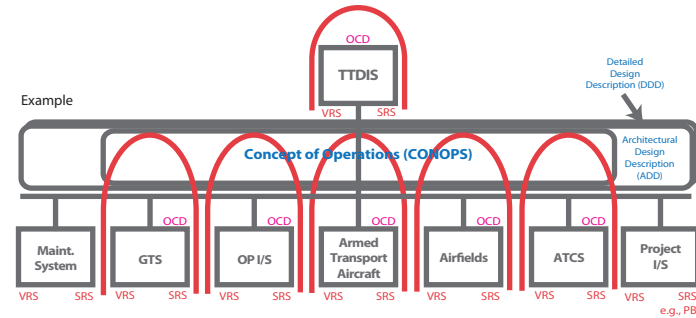 OCD
TTDIS
VRS SRS
Detailed
Design
Description (DDD)
Example
Concept of Operations (CONOPS)
Architectural
Design
Description
(ADD)
OCD OCD OCD OCD OCD
Maint.
System
GTS
OP I/S
Armed
Transport
Aircraft
Airfields
ATCS
Project
I/S
VRS SRS VRS SRS VRS SRS VRS SRS VRS SRS VRS SRS VRS SRS
e.g., PB